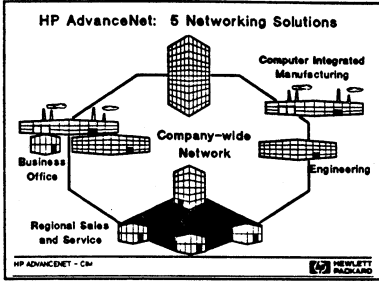 HP AdvanceNet: 5 Networking Solutions
Computer Integrated
Manufacturing
Company-wide
Network
Business
Office
Engineering
Regional Sales
and Service
HP ADVANCENET - CIM
hp HEWLETT
PACKARD